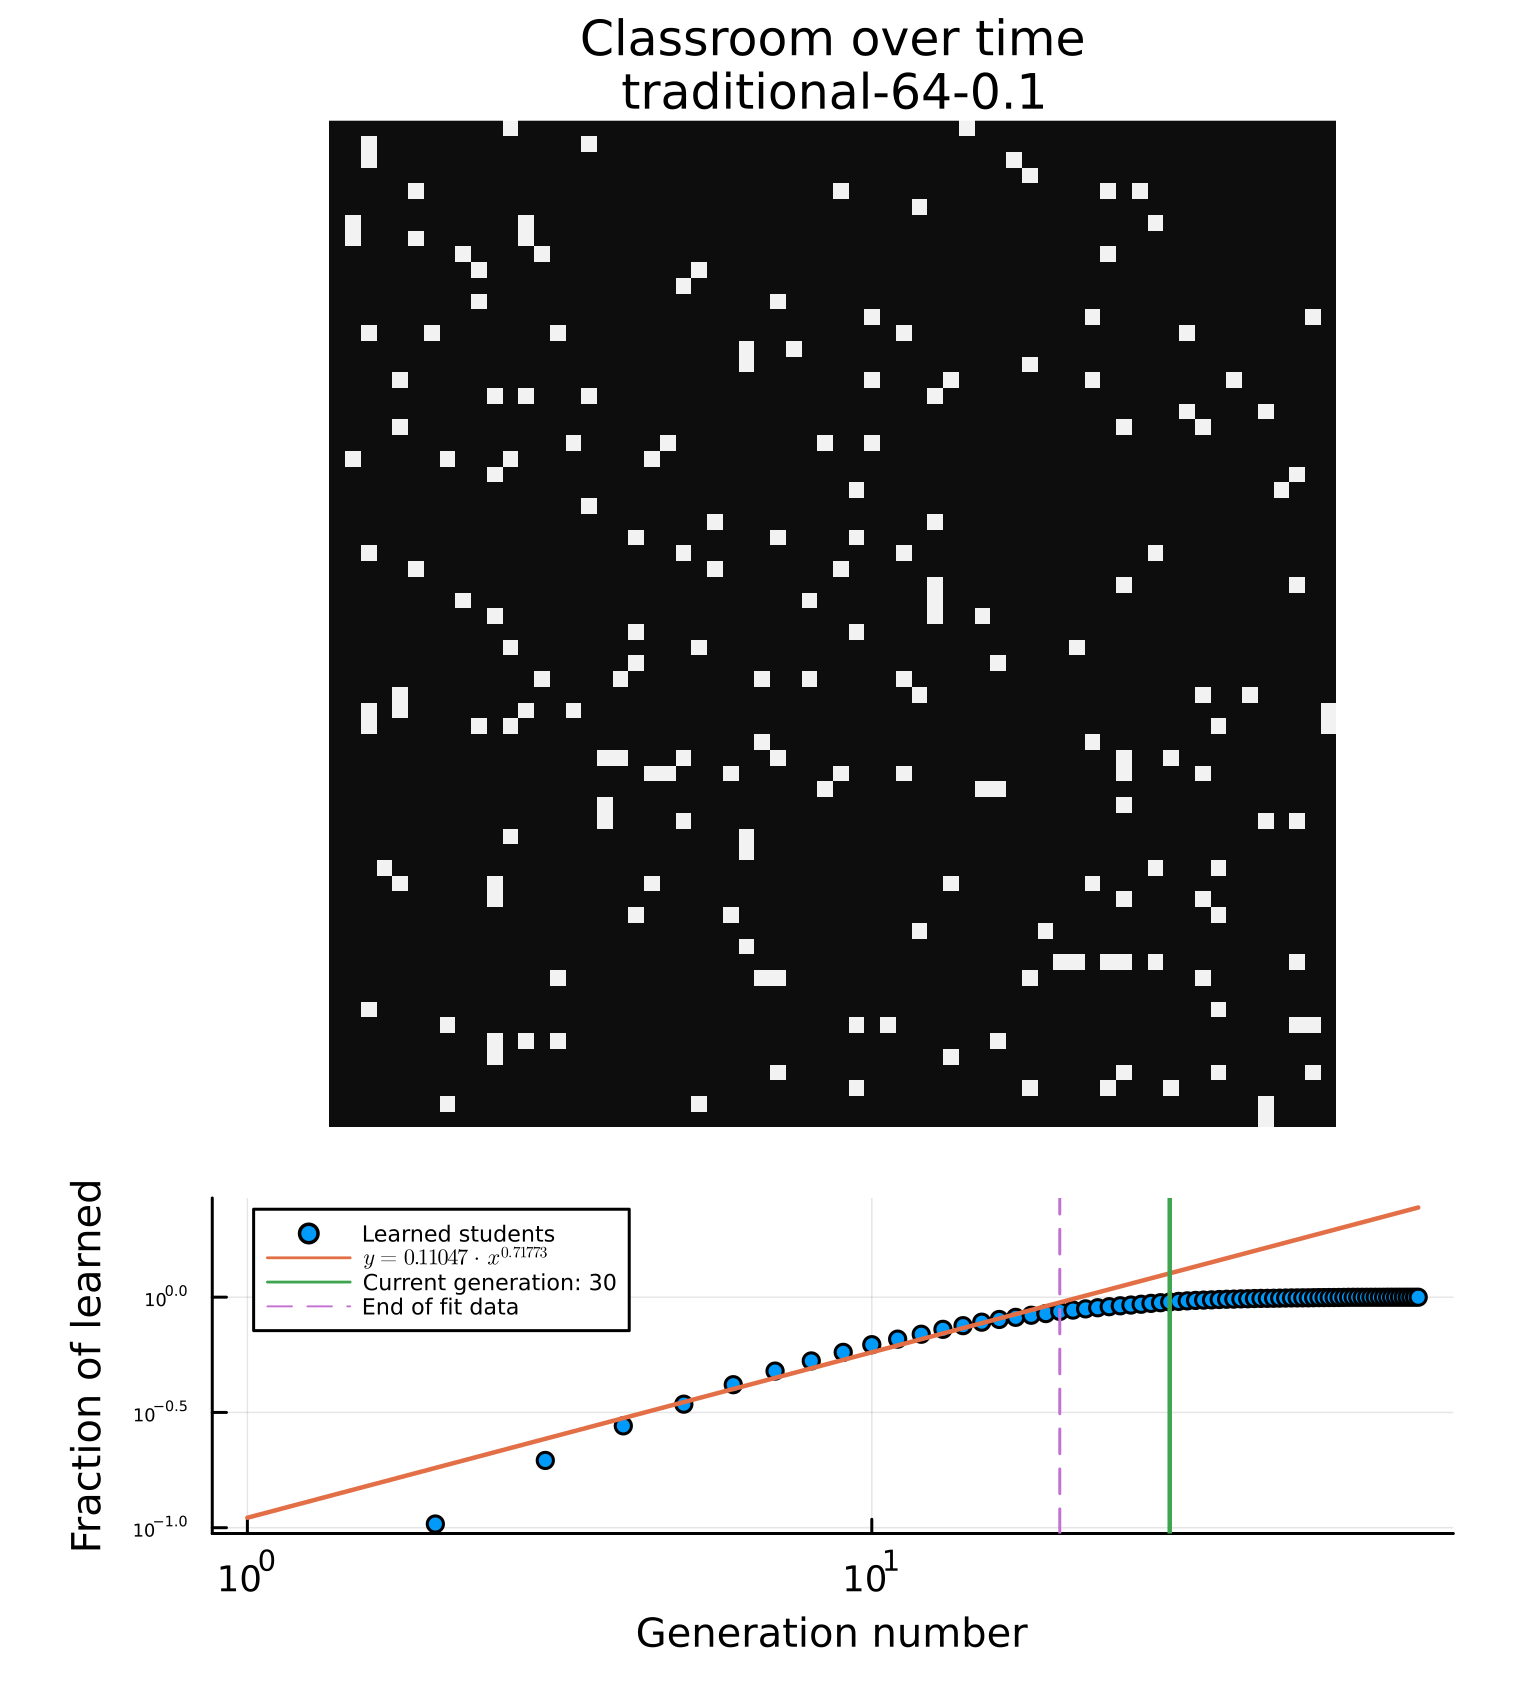 Classroom over time
traditional-64-0.1
Fraction of learned
Learned students
y = 0.11047 · x^0.71773
Current generation: 30
End of fit data
10^0.0
10^−0.5
10^−1.0
10^0
10^1
Generation number